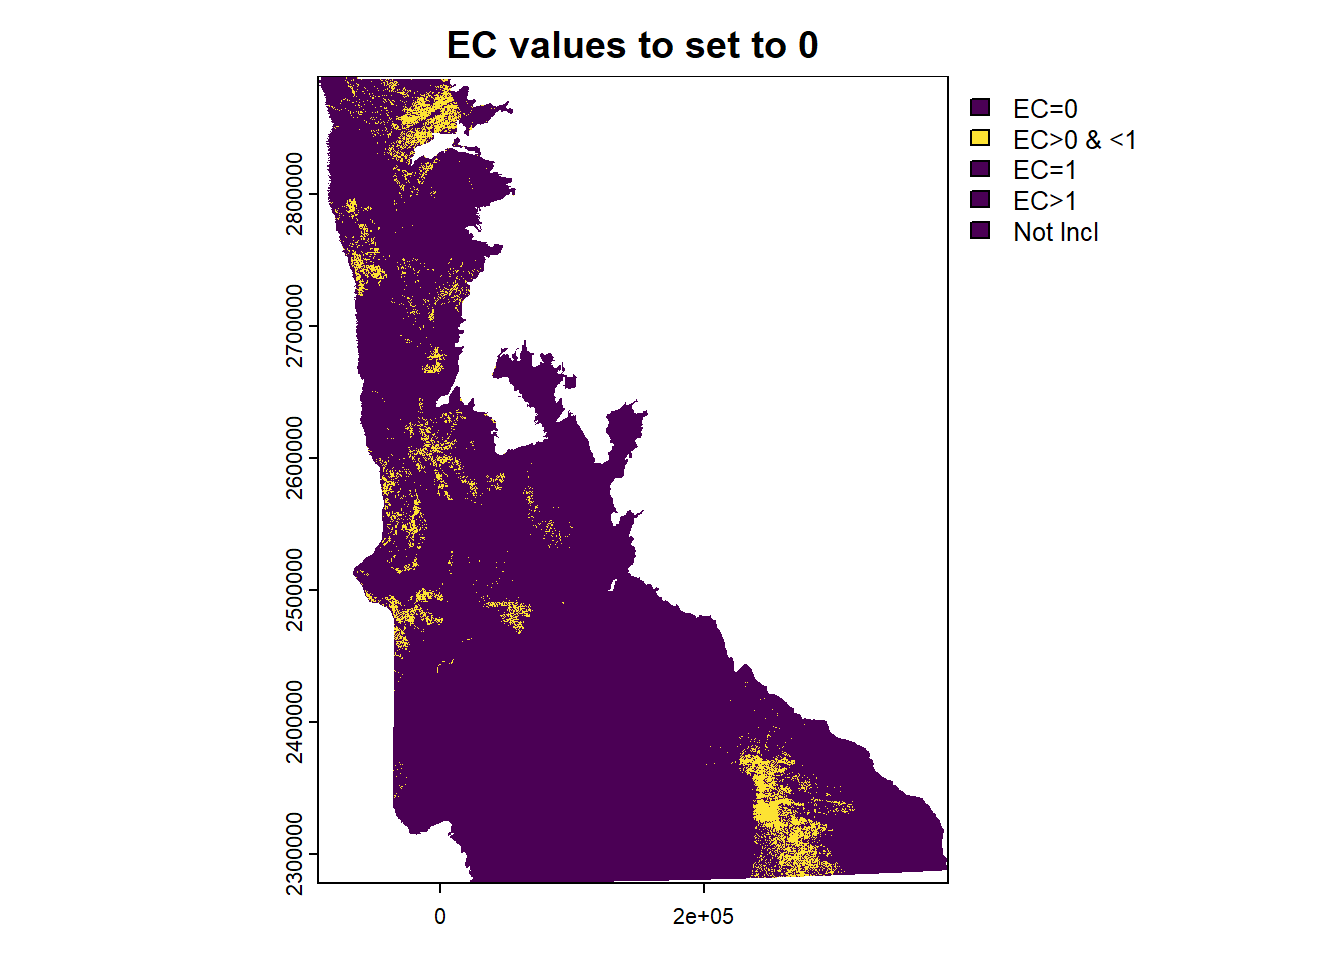 EC values to set to 0
EC=0
EC>0 & <1
EC=1
EC>1
Not Incl
2800000
2700000
2600000
2500000
2400000
2300000
0
2e+05